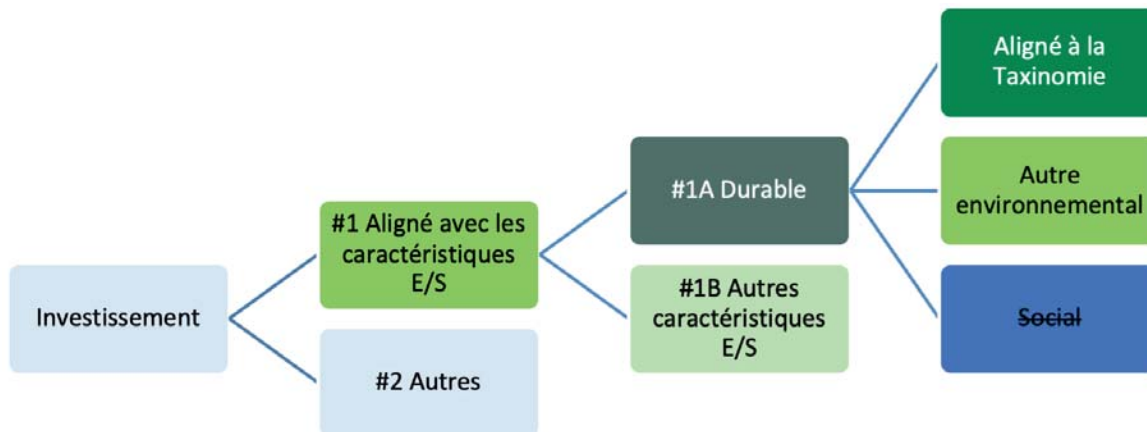 Investissement
#1 Aligné avec les
caractéristiques
E/S
#2 Autres
#1A Durable
#1B Autres
caractéristiques
E/S
Aligné à la
Taxinomie
Autre
environnemental
Social